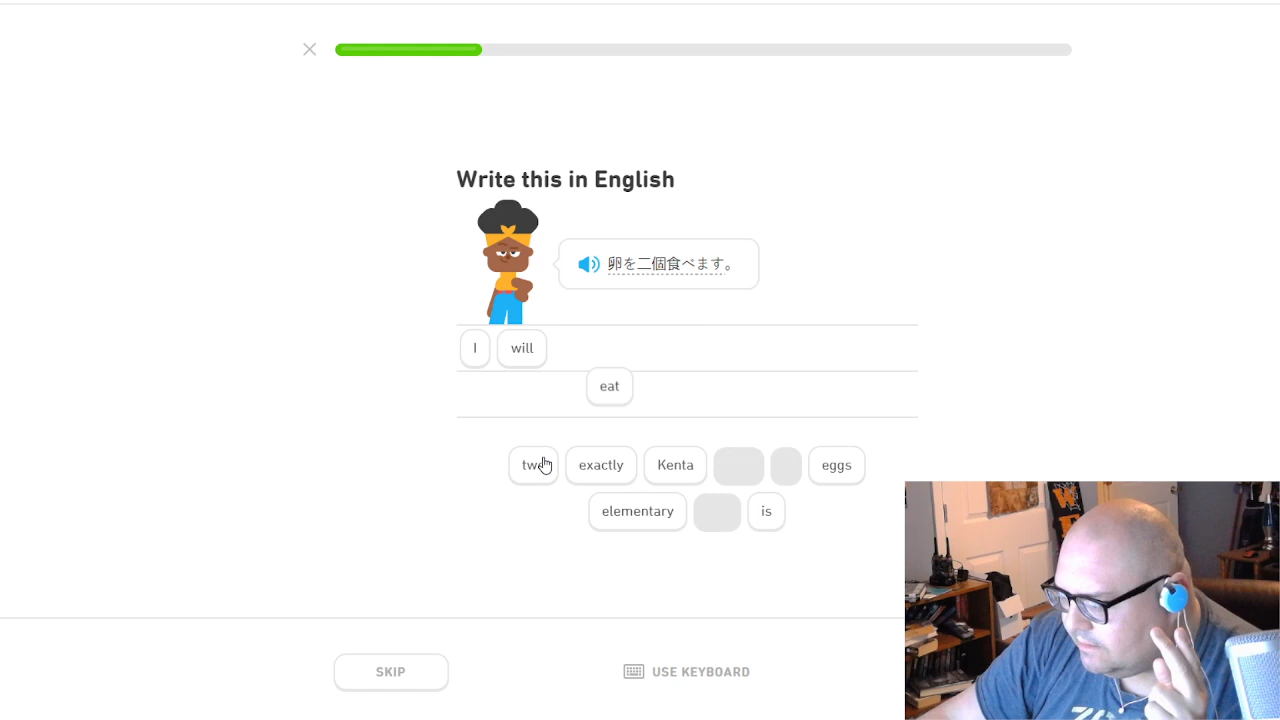 Write this in English
卵を二個食べます。
I will
eat
exactly Kenta eggs
elementary is
SKIP USE KEYBOARD